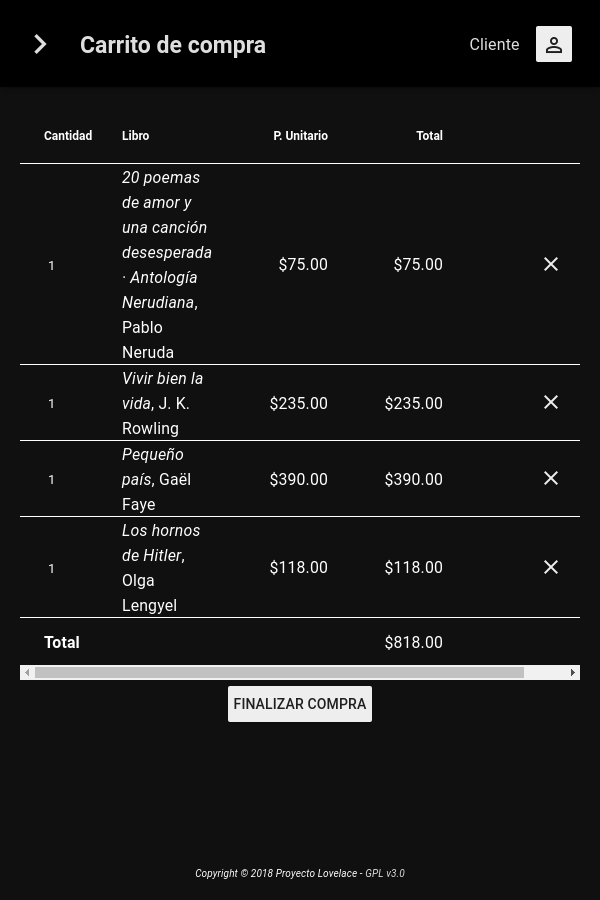 Carrito de compra
Cliente
Cantidad Libro P. Unitario Total
20 poemas
de amor y
una canción
desesperada
1 $75.00 $75.00
· Antología
Nerudiana,
Pablo
Neruda
Vivir bien la
1 vida, J. K. $235.00 $235.00
Rowling
Pequeño
1 país, Gaël $390.00 $390.00
Faye
Los hornos
de Hitler,
1 $118.00 $118.00
Olga
Lengyel
Total $818.00
FINALIZAR COMPRA
Copyright © 2018 Proyecto Lovelace - GPL v3.0